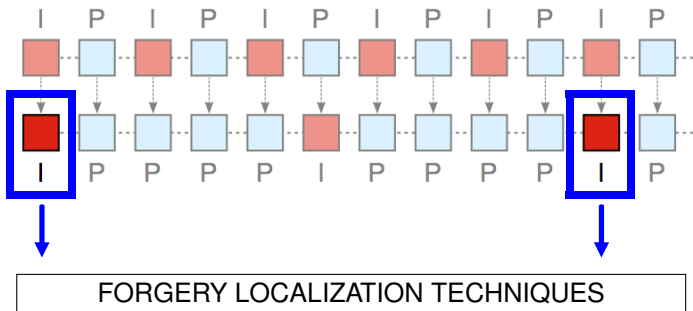 I P I P I P I P I P I P
I P P P P I P P P P I P
FORGERY LOCALIZATION TECHNIQUES